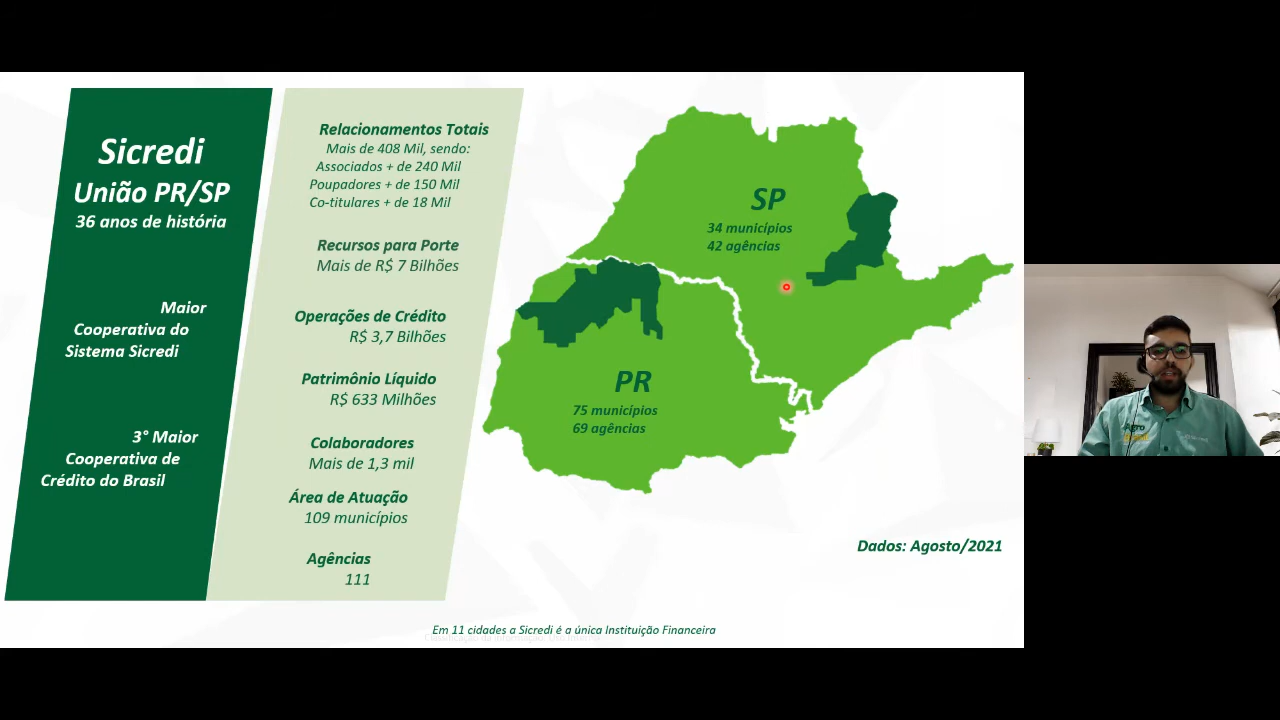 Sicredi
União PR/SP
36 anos de história
Maior
Cooperativa do
Sistema Sicredi
3° Maior
Cooperativa de
Crédito do Brasil
Relacionamentos Totais
Mais de 408 Mil, sendo:
Associados + de 240 Mil
Poupadores + de 150 Mil
Co-titulares + de 18 Mil
Recursos para Porte
Mais de R$ 7 Bilhões
Operações de Crédito
R$ 3,7 Bilhões
Patrimônio Líquido
R$ 633 Milhões
Colaboradores
Mais de 1,3 mil
Área de Atuação
109 municípios
Agências
111
SP
34 municípios
42 agências
PR
75 municípios
69 agências
Dados: Agosto/2021
Em 11 cidades a Sicredi é a única Instituição Financeira
Agro